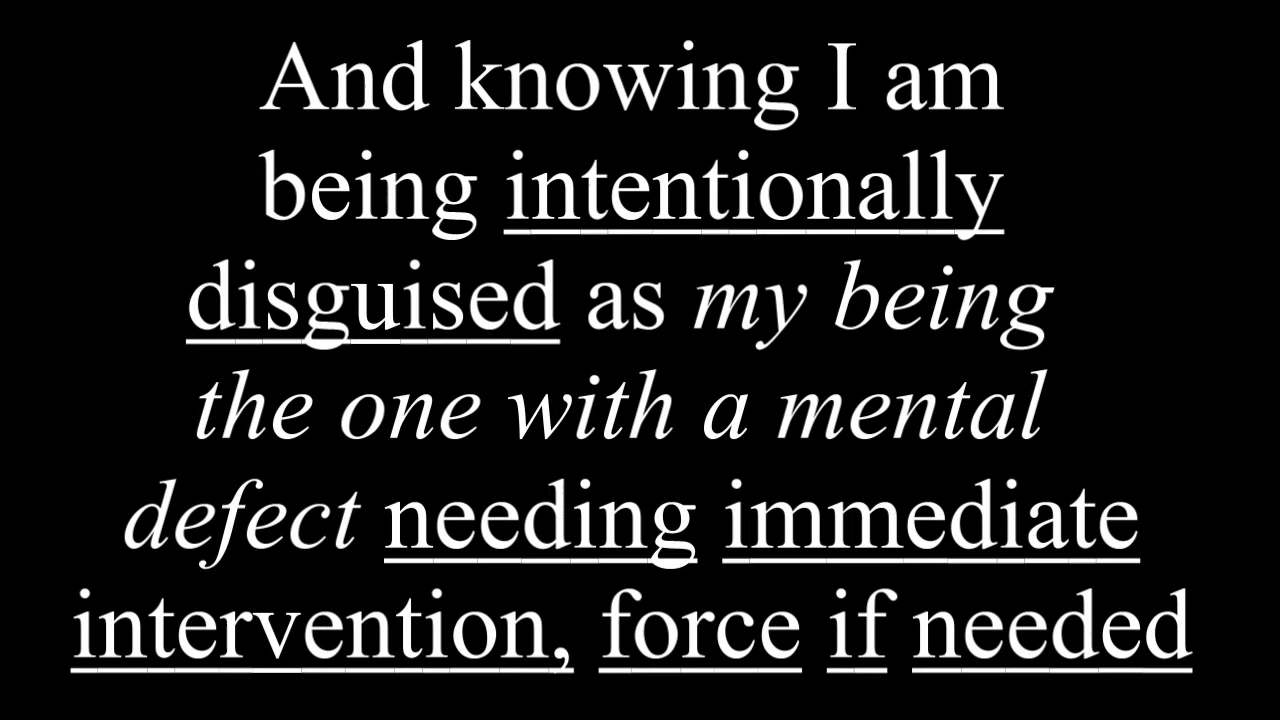 And knowing I am
being intentionally
disguised as my being
the one with a mental
defect needing immediate
intervention, force if needed